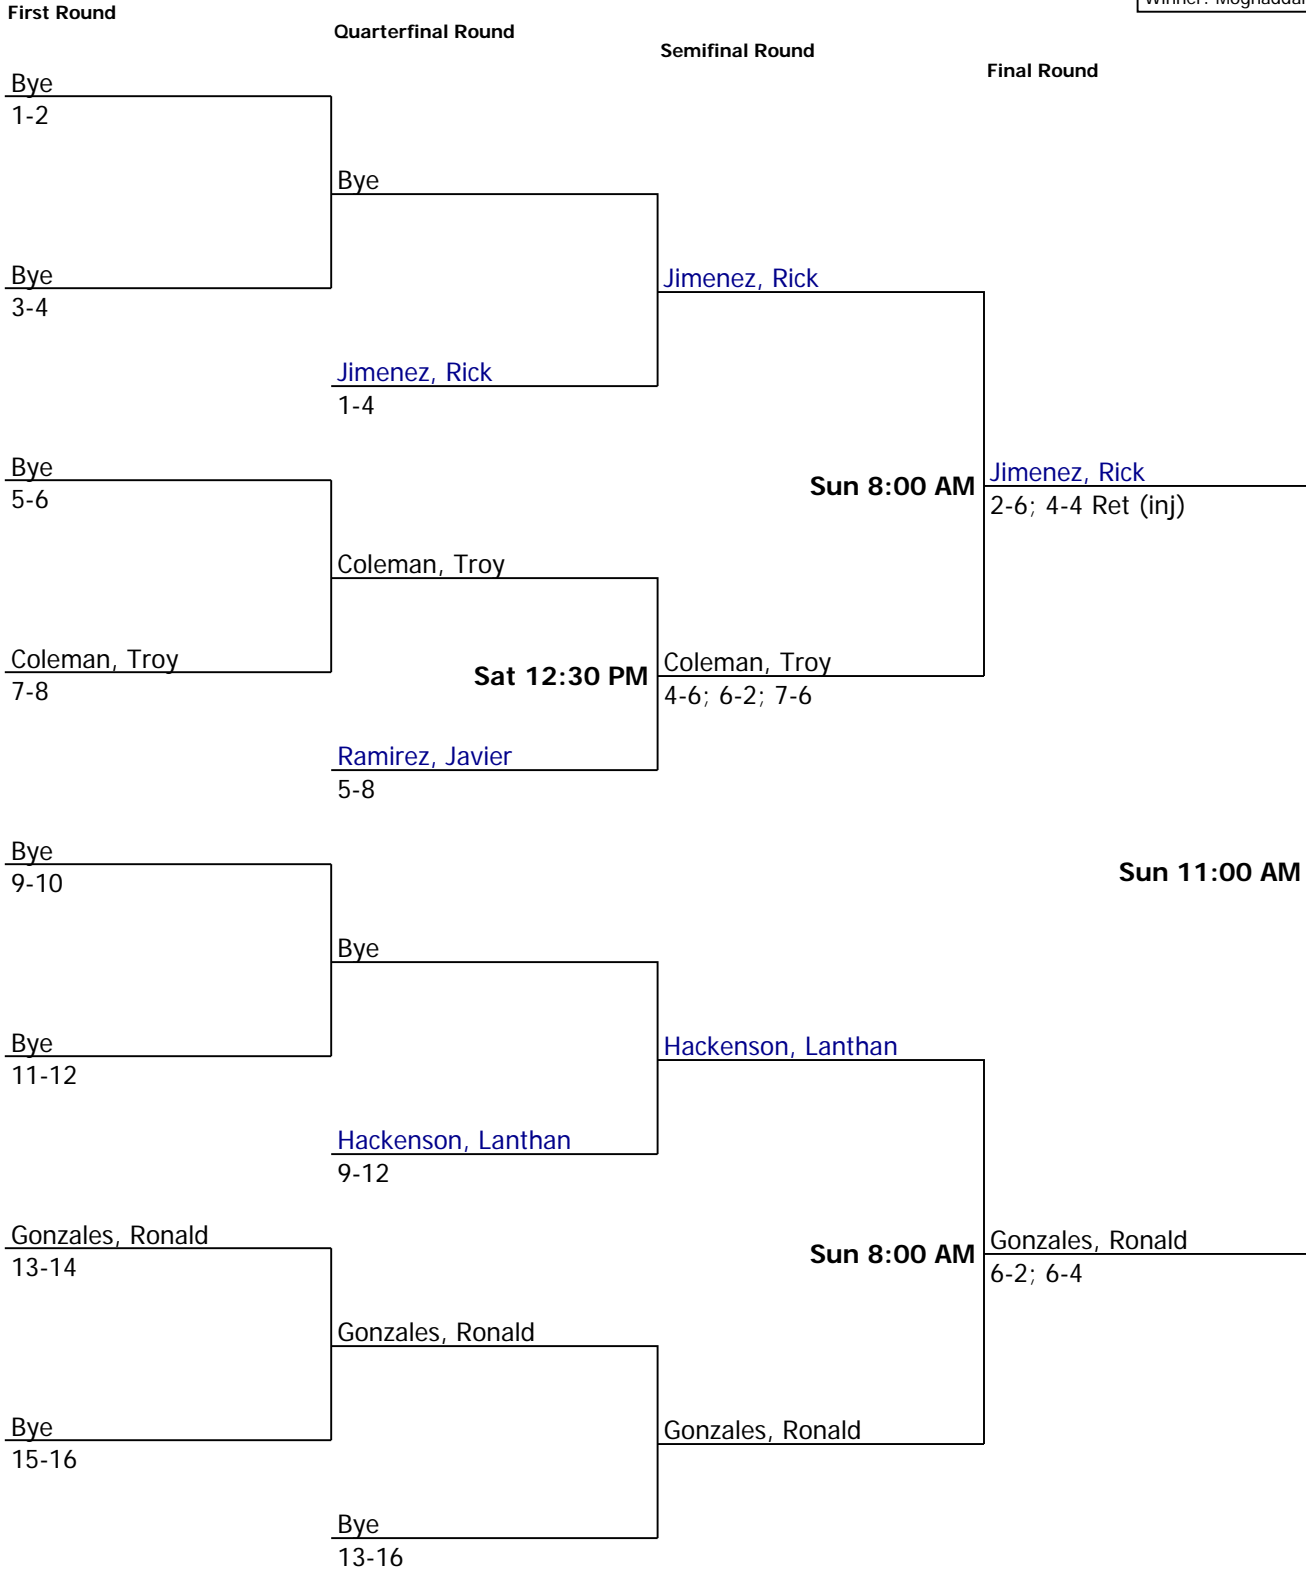 Winner:
First Round
Quarterfinal Round
Semifinal Round
Final Round
Bye
1-2
Bye
Bye
3-4
Jimenez, Rick
Jimenez, Rick
1-4
Bye
5-6
Sun 8:00 AM
Jimenez, Rick
2-6; 4-4 Ret (inj)
Coleman, Troy
Coleman, Troy
7-8
Sat 12:30 PM
Coleman, Troy
4-6; 6-2; 7-6
Ramirez, Javier
5-8
Bye
9-10
Sun 11:00 AM
Bye
Bye
11-12
Hackenson, Lanthan
Hackenson, Lanthan
9-12
Gonzales, Ronald
13-14
Sun 8:00 AM
Gonzales, Ronald
6-2; 6-4
Gonzales, Ronald
Bye
15-16
Gonzales, Ronald
Bye
13-16